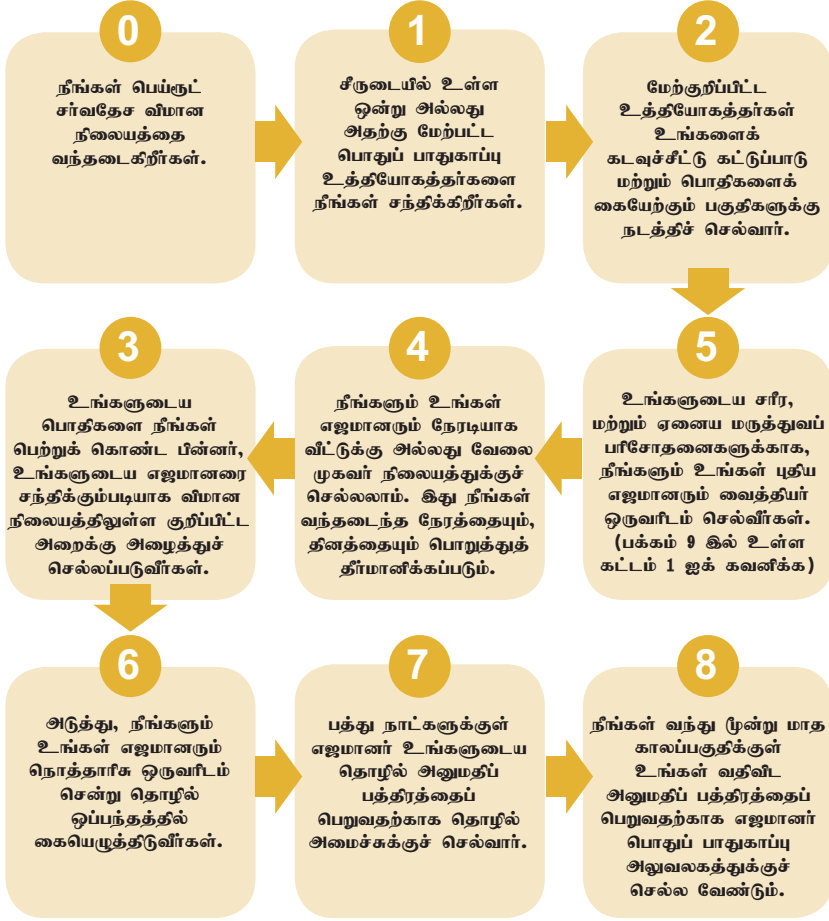 0
நீங்கள் பெய்ரூட்
சர்வதேச விமான
நிலையத்தை
வந்தடைகிறீர்கள்.
1
சீருடையில் உள்ள
ஒன்று அல்லது
அதற்கு மேற்பட்ட
பொதுப் பாதுகாப்பு
உத்தியோகத்தர்களை
நீங்கள் சந்திக்கிறீர்கள்.
2
மேற்குறிப்பிட்ட
உத்தியோகத்தர்கள்
உங்களைக்
கடவுச்சீட்டு கட்டுப்பாடு
மற்றும் பொதிகளைக்
கையேற்கும் பகுதிகளுக்கு
நடத்திச் செல்வார்.
3
உங்களுடைய
பொதிகளை நீங்கள்
பெற்றுக் கொண்ட பின்னர்,
உங்களுடைய எஜமானரை
சந்திக்கும்படியாக விமான
நிலையத்திலுள்ள குறிப்பிட்ட
அறைக்கு அழைத்துச்
செல்லப்படுவீர்கள்.
4
நீங்களும் உங்கள்
எஜமானரும் நேரடியாக
வீட்டுக்கு அல்லது வேலை
முகவர் நிலையத்துக்குச்
செல்லலாம். இது நீங்கள்
வந்தடைந்த நேரத்தையும்,
தினத்தையும் பொறுத்துத்
தீர்மானிக்கப்படும்.
5
உங்களுடைய சரீர,
மற்றும் ஏனைய மருத்துவப்
பரிசோதனைகளுக்காக,
நீங்களும் உங்கள் புதிய
எஜமானரும் வைத்தியர்
ஒருவரிடம் செல்வீர்கள்.
(பக்கம் 9 இல் உள்ள
கட்டம் 1 ஐக் கவனிக்க)
6
அடுத்து, நீங்களும்
உங்கள் எஜமானரும்
நொத்தாரிசு ஒருவரிடம்
சென்று தொழில்
ஒப்பந்தத்தில்
கையெழுத்திடுவீர்கள்.
7
பத்து நாட்களுக்குள்
எஜமானர் உங்களுடைய
தொழில் அனுமதிப்
பத்திரத்தைப்
பெறுவதற்காக தொழில்
அமைச்சுக்குச் செல்வார்.
8
நீங்கள் வந்து மூன்று மாத
காலப்பகுதிக்குள்
உங்கள் வதிவிட
அனுமதிப் பத்திரத்தைப்
பெறுவதற்காக எஜமானர்
பொதுப் பாதுகாப்பு
அலுவலகத்துக்குச்
செல்ல வேண்டும்.